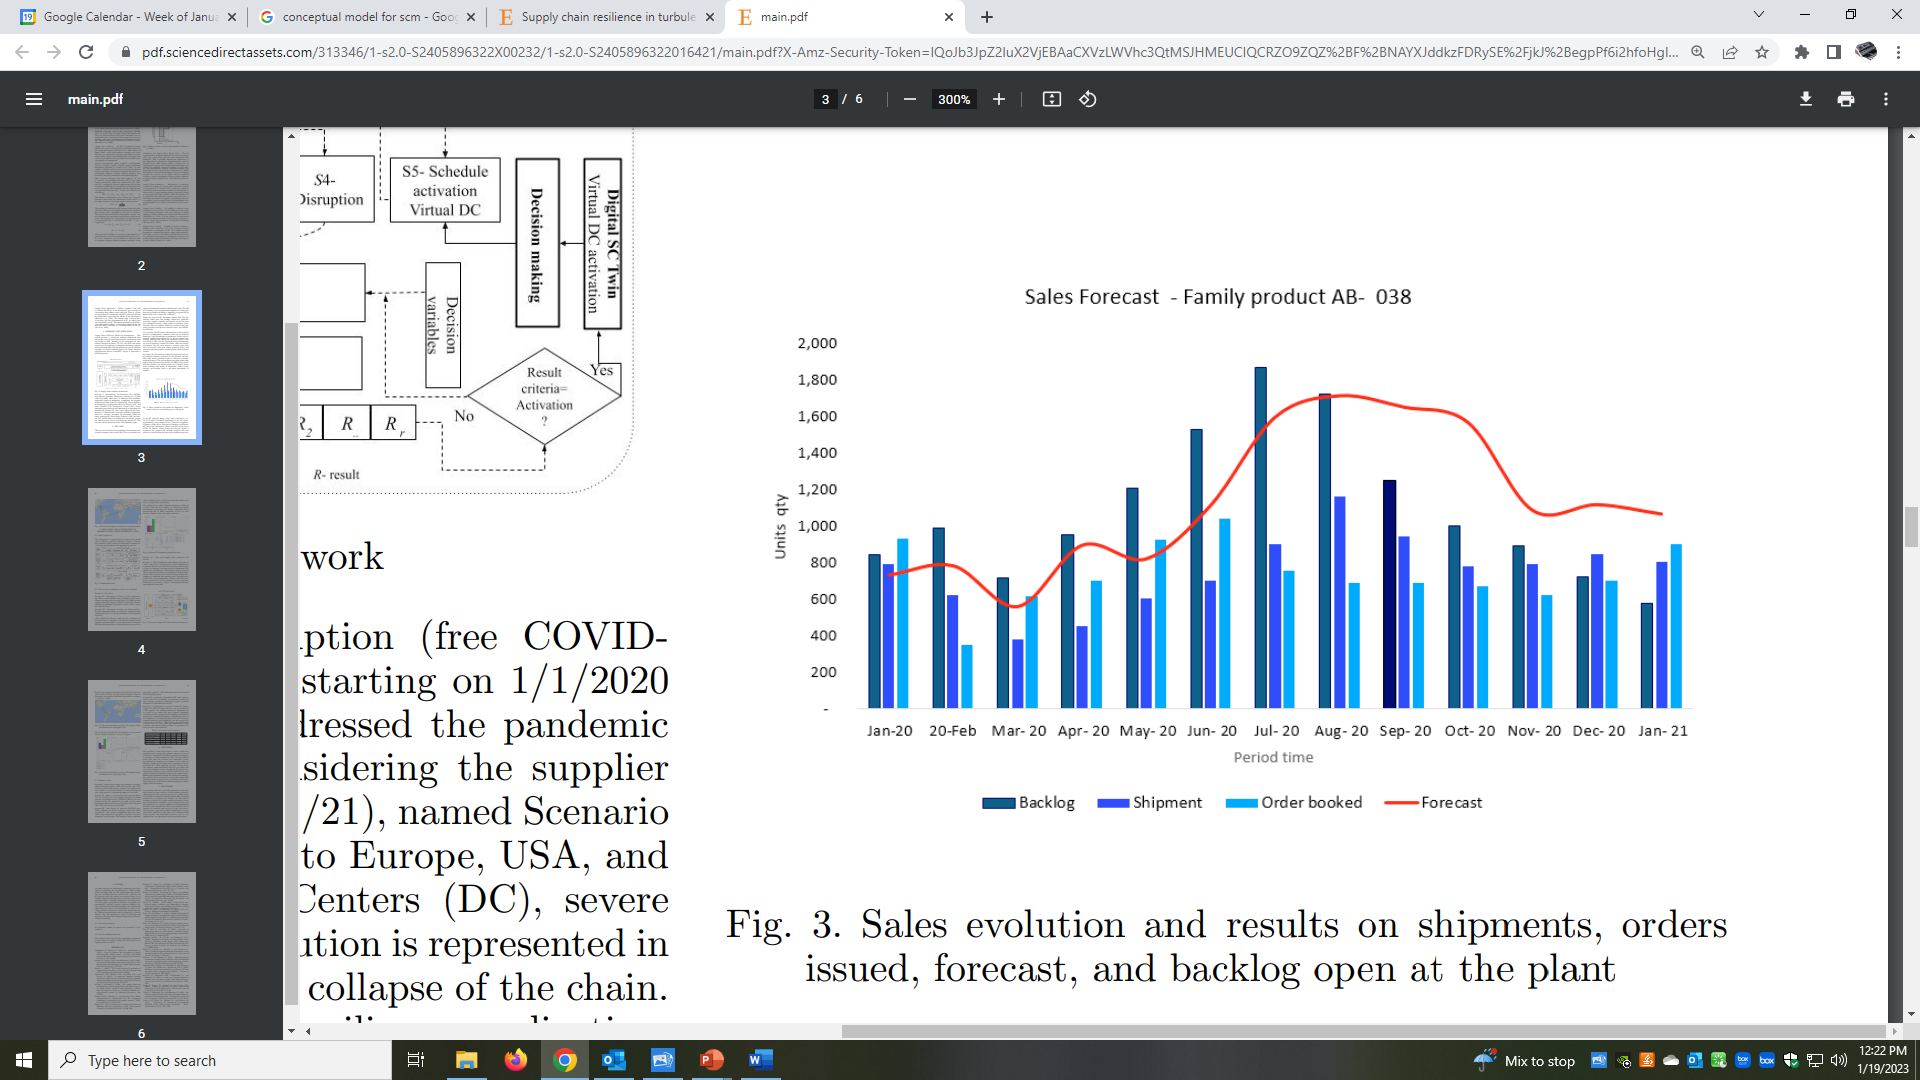 Google Calendar - Week of Janua
conceptual model for scm - Goo
Supply chain resilience in turbule
main.pdf
pdf.sciencedirectassets.com/313346/1-s2.0-S2405896322X00232/1-s2.0-S2405896322016421/main.pdf?X-Amz-Security-Token=IQoJb3JpZ2luX2VjEBAaCXVzLWVhc3QtMSJHMEUCIQCRZO9ZQZ%2BF%2BNAYXJddkzFDRySE%2FjkJ%2BegpPf6i2hfoHgl...
main.pdf
3 / 6
300%
2
3
4
5
6
S4-
Disruption
S5- Schedule
activation
Virtual DC
Decision making
Digital SC Twin
Virtual DC activation
Decision
variables
Result
criteria=
Activation
?
Yes
No
R2
R..
Rr
R- result
work
ption (free COVID-
starting on 1/1/2020
dressed the pandemic
nsidering the supplier
/21), named Scenario
to Europe, USA, and
Centers (DC), severe
ution is represented in
collapse of the chain.
Sales Forecast - Family product AB- 038
Units qty
2,000
1,800
1,600
1,400
1,200
1,000
800
600
400
200
-
Jan-20 20-Feb Mar- 20 Apr- 20 May- 20 Jun- 20 Jul- 20 Aug- 20 Sep- 20 Oct- 20 Nov- 20 Dec- 20 Jan- 21
Period time
Backlog Shipment Order booked Forecast
Fig. 3. Sales evolution and results on shipments, orders
issued, forecast, and backlog open at the plant
Type here to search
Mix to stop
12:22 PM
1/19/2023